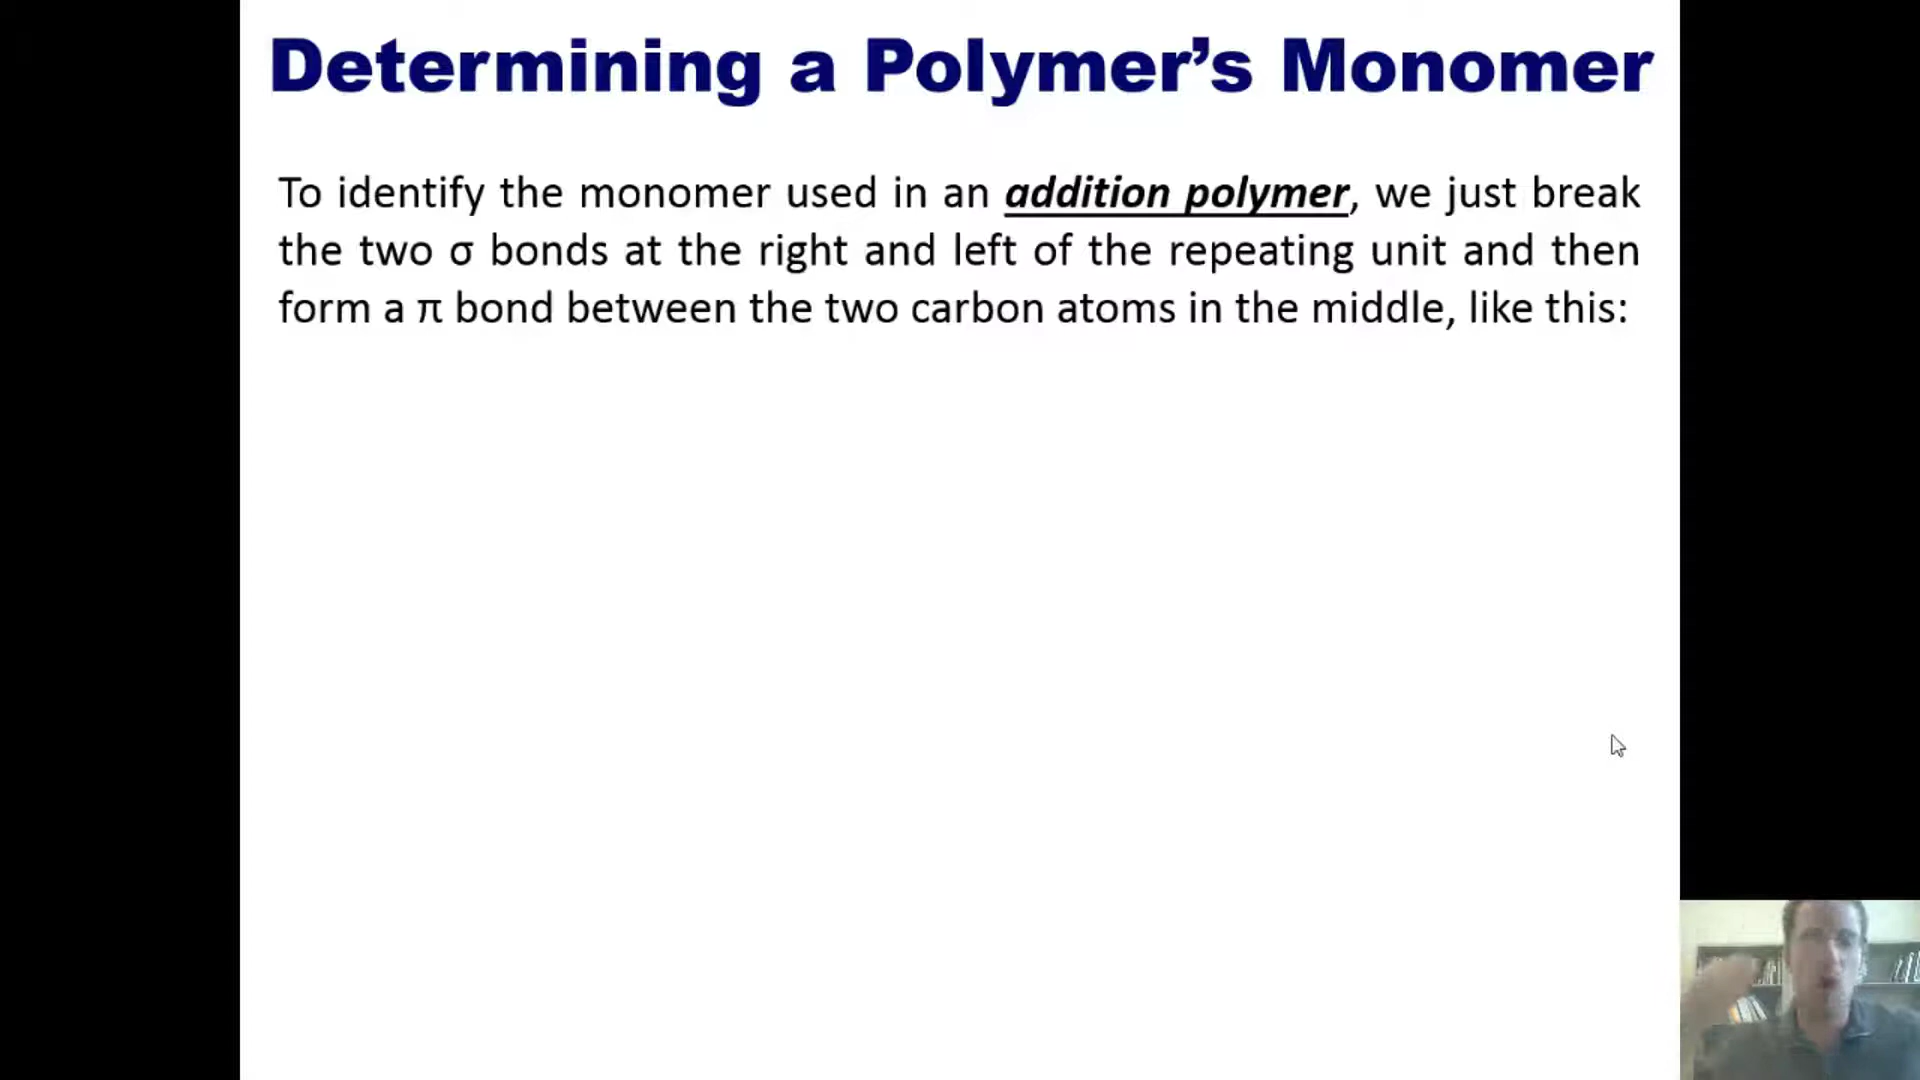 Determining a Polymer’s Monomer
To identify the monomer used in an addition polymer, we just break
the two σ bonds at the right and left of the repeating unit and then
form a π bond between the two carbon atoms in the middle, like this: